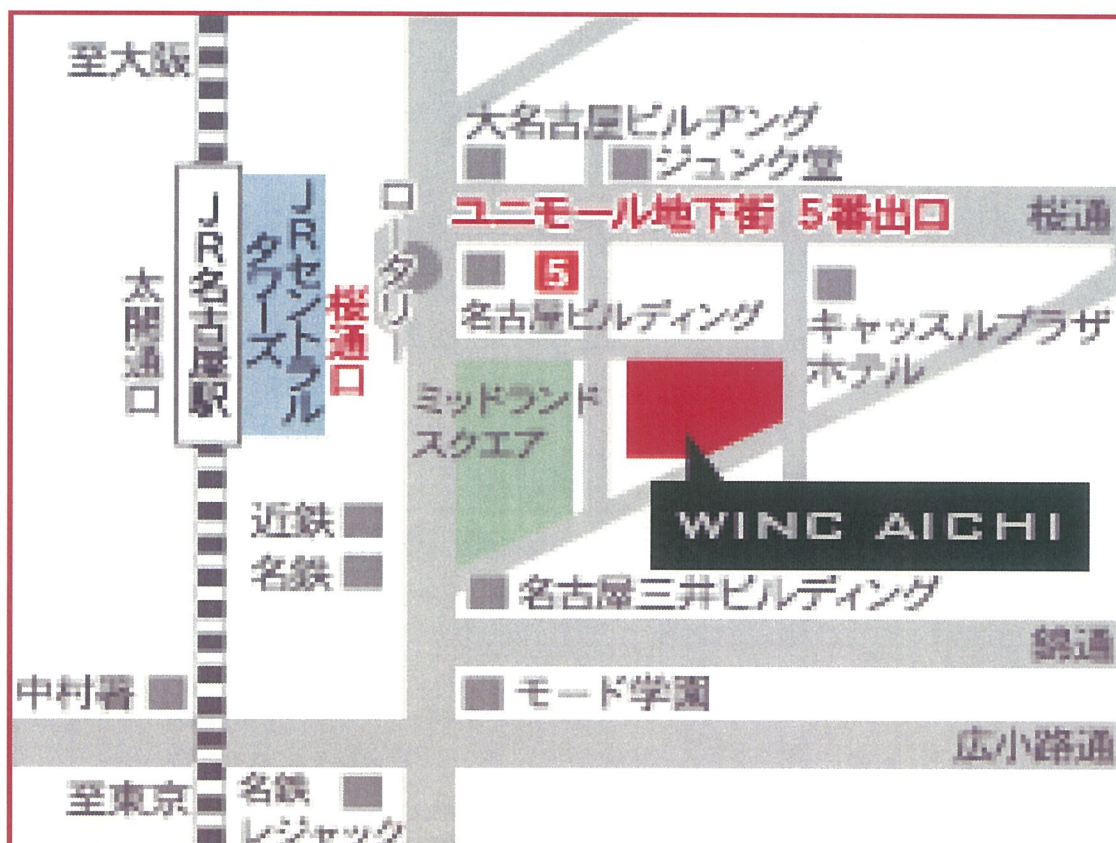 至大阪
大名古屋ビルヂング
ジュンク堂
ユニモール地下街 5番出口
桜通
JR名古屋駅
JRセントラル
タワーズ
桜通口
太閤通口
ロータリー
5
名古屋ビルディング
キャッスルプラザ
ホテル
ミッドランド
スクエア
WINC AICHI
近鉄
名鉄
名古屋三井ビルディング
錦通
中村署
モード学園
広小路通
至東京
名鉄
レジャック